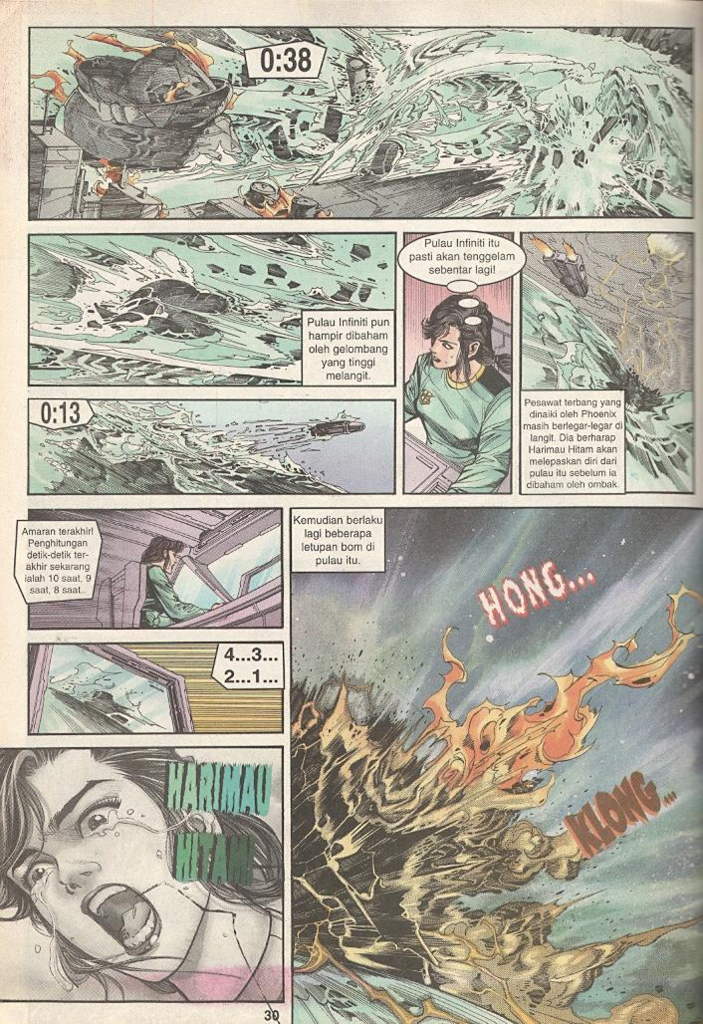 0:38
Pulau Infiniti pun
hampir dibaham
oleh gelombang
yang tinggi
melangit.
0:13
Pulau Infiniti itu
pasti akan tenggelam
sebentar lagi!
Pesawat terbang yang
dinaiki oleh Phoenix
masih berlegar-legar di
langit. Dia berharap
Harimau Hitam akan
melepaskan diri dari
pulau itu sebelum ia
dibaham oleh ombak.
Amaran terakhir!
Penghitungan
detik-detik ter-
akhir sekarang
ialah 10 saat, 9
saat, 8 saat..
4...3...
2...1...
HARIMAU
HITAM
Kemudian berlaku
lagi beberapa
letupan bom di
pulau itu.
HONG...
KLONG...
30